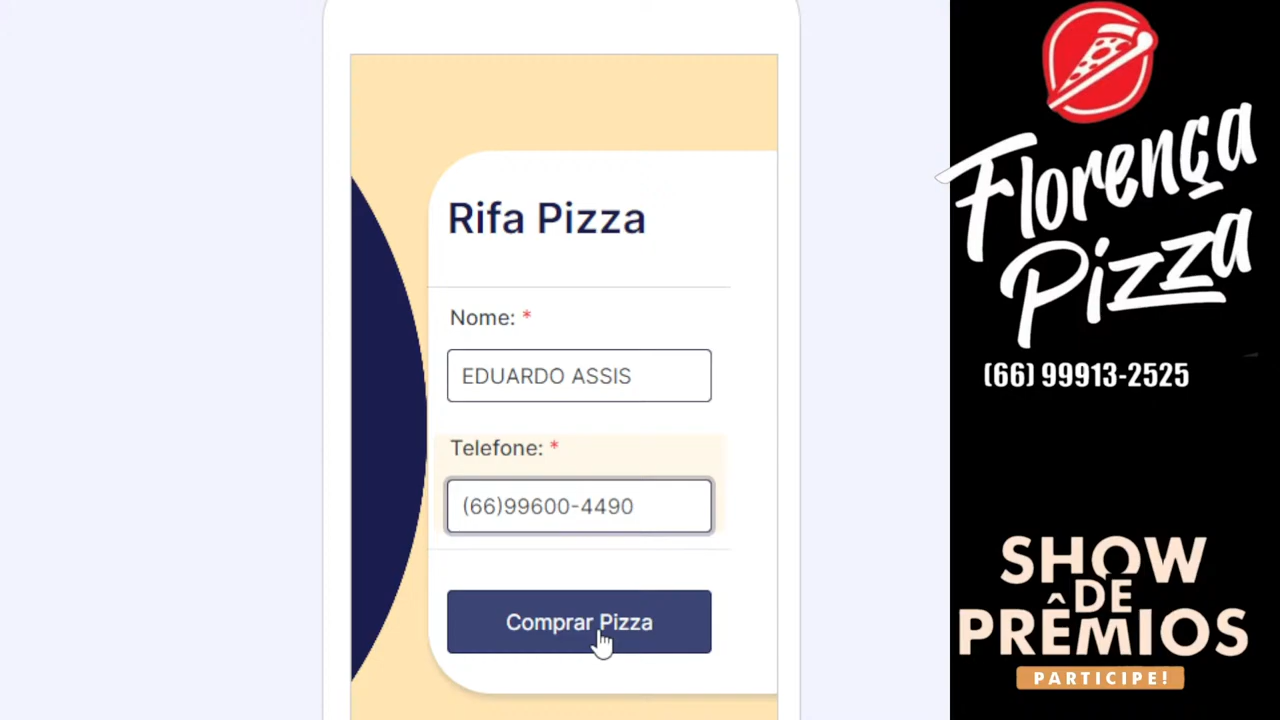 Rifa Pizza
Nome: *
EDUARDO ASSIS
Telefone: *
(66)99600-4490
Comprar Pizza
Florença
Pizza
(66) 99913-2525
SHOW
DE
PRÊMIOS
PARTICIPE!